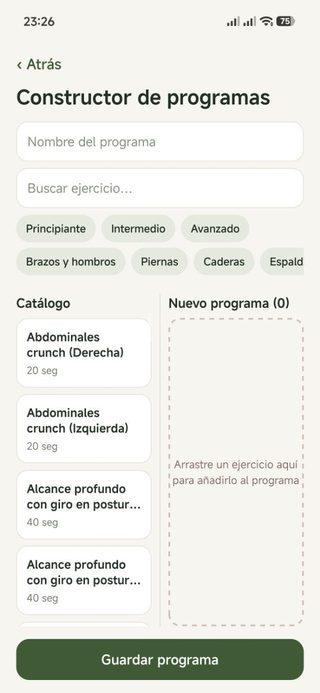 23:26
75
‹ Atrás
Constructor de programas
Nombre del programa
Buscar ejercicio...
Principiante
Intermedio
Avanzado
Brazos y hombros
Piernas
Caderas
Espald
Catálogo
Abdominales
crunch (Derecha)
20 seg
Abdominales
crunch (Izquierda)
20 seg
Alcance profundo
con giro en postur...
40 seg
Alcance profundo
con giro en postur...
40 seg
Nuevo programa (0)
Arrastre un ejercicio aquí
para añadirlo al programa
Guardar programa